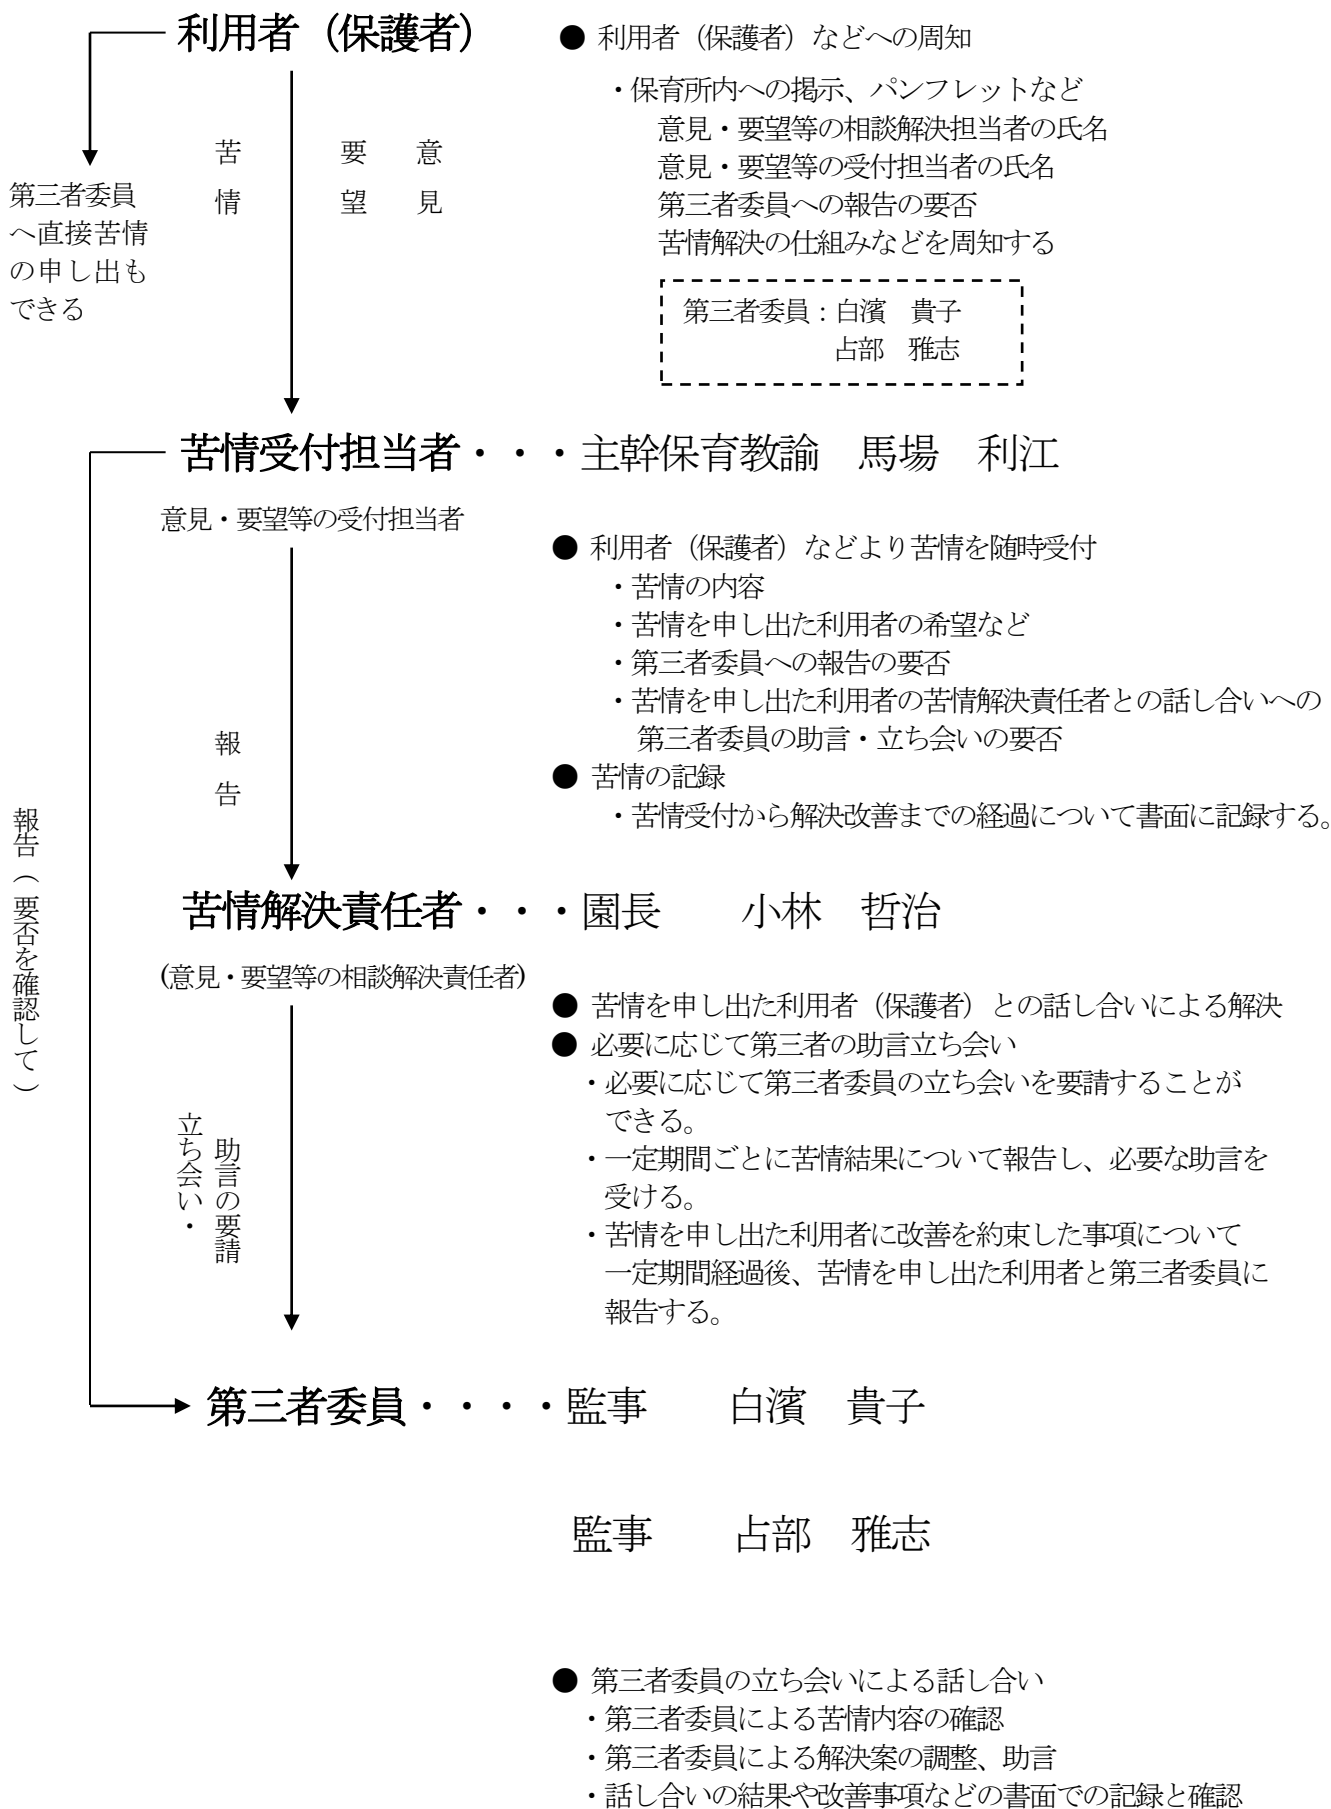 利用者（保護者）
● 利用者（保護者）などへの周知
・保育所内への掲示、パンフレットなど
意見・要望等の相談解決担当者の氏名
意見・要望等の受付担当者の氏名
第三者委員への報告の要否
苦情解決の仕組みなどを周知する
苦情
要望
意見
第三者委員
へ直接苦情
の申し出も
できる
第三者委員：白濱　貴子
占部　雅志
苦情受付担当者・・・主幹保育教諭　馬場　利江
意見・要望等の受付担当者
● 利用者（保護者）などより苦情を随時受付
・苦情の内容
・苦情を申し出た利用者の希望など
・第三者委員への報告の要否
・苦情を申し出た利用者の苦情解決責任者との話し合いへの
第三者委員の助言・立ち会いの要否
● 苦情の記録
・苦情受付から解決改善までの経過について書面に記録する。
報告
報告（要否を確認して）
苦情解決責任者・・・園長　　小林　哲治
(意見・要望等の相談解決責任者)
● 苦情を申し出た利用者（保護者）との話し合いによる解決
● 必要に応じて第三者の助言立ち会い
・必要に応じて第三者委員の立ち会いを要請することが
できる。
・一定期間ごとに苦情結果について報告し、必要な助言を
受ける。
・苦情を申し出た利用者に改善を約束した事項について
一定期間経過後、苦情を申し出た利用者と第三者委員に
報告する。
立ち会い・
助言の要請
第三者委員・・・・監事　　白濱　貴子
監事　　占部　雅志
● 第三者委員の立ち会いによる話し合い
・第三者委員による苦情内容の確認
・第三者委員による解決案の調整、助言
・話し合いの結果や改善事項などの書面での記録と確認